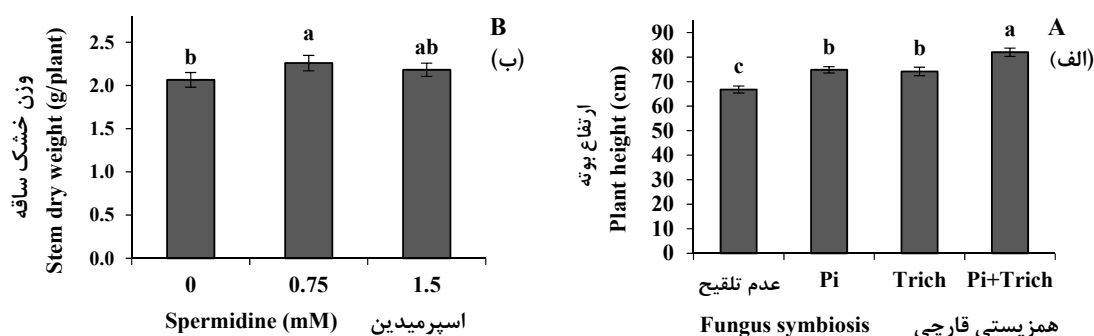 B
(ب)
وزن خشک ساقه
Stem dry weight (g/plant)
2.5
2.0
1.5
1.0
0.5
0.0
b
a
ab
0
0.75
1.5
Spermidine (mM) اسپرمیدین
A
(الف)
ارتفاع بوته
Plant height (cm)
90
80
70
60
50
40
30
20
10
0
c
b
b
a
عدم تلقیح
Pi
Trich
Pi+Trich
Fungus symbiosis همزیستی قارچی